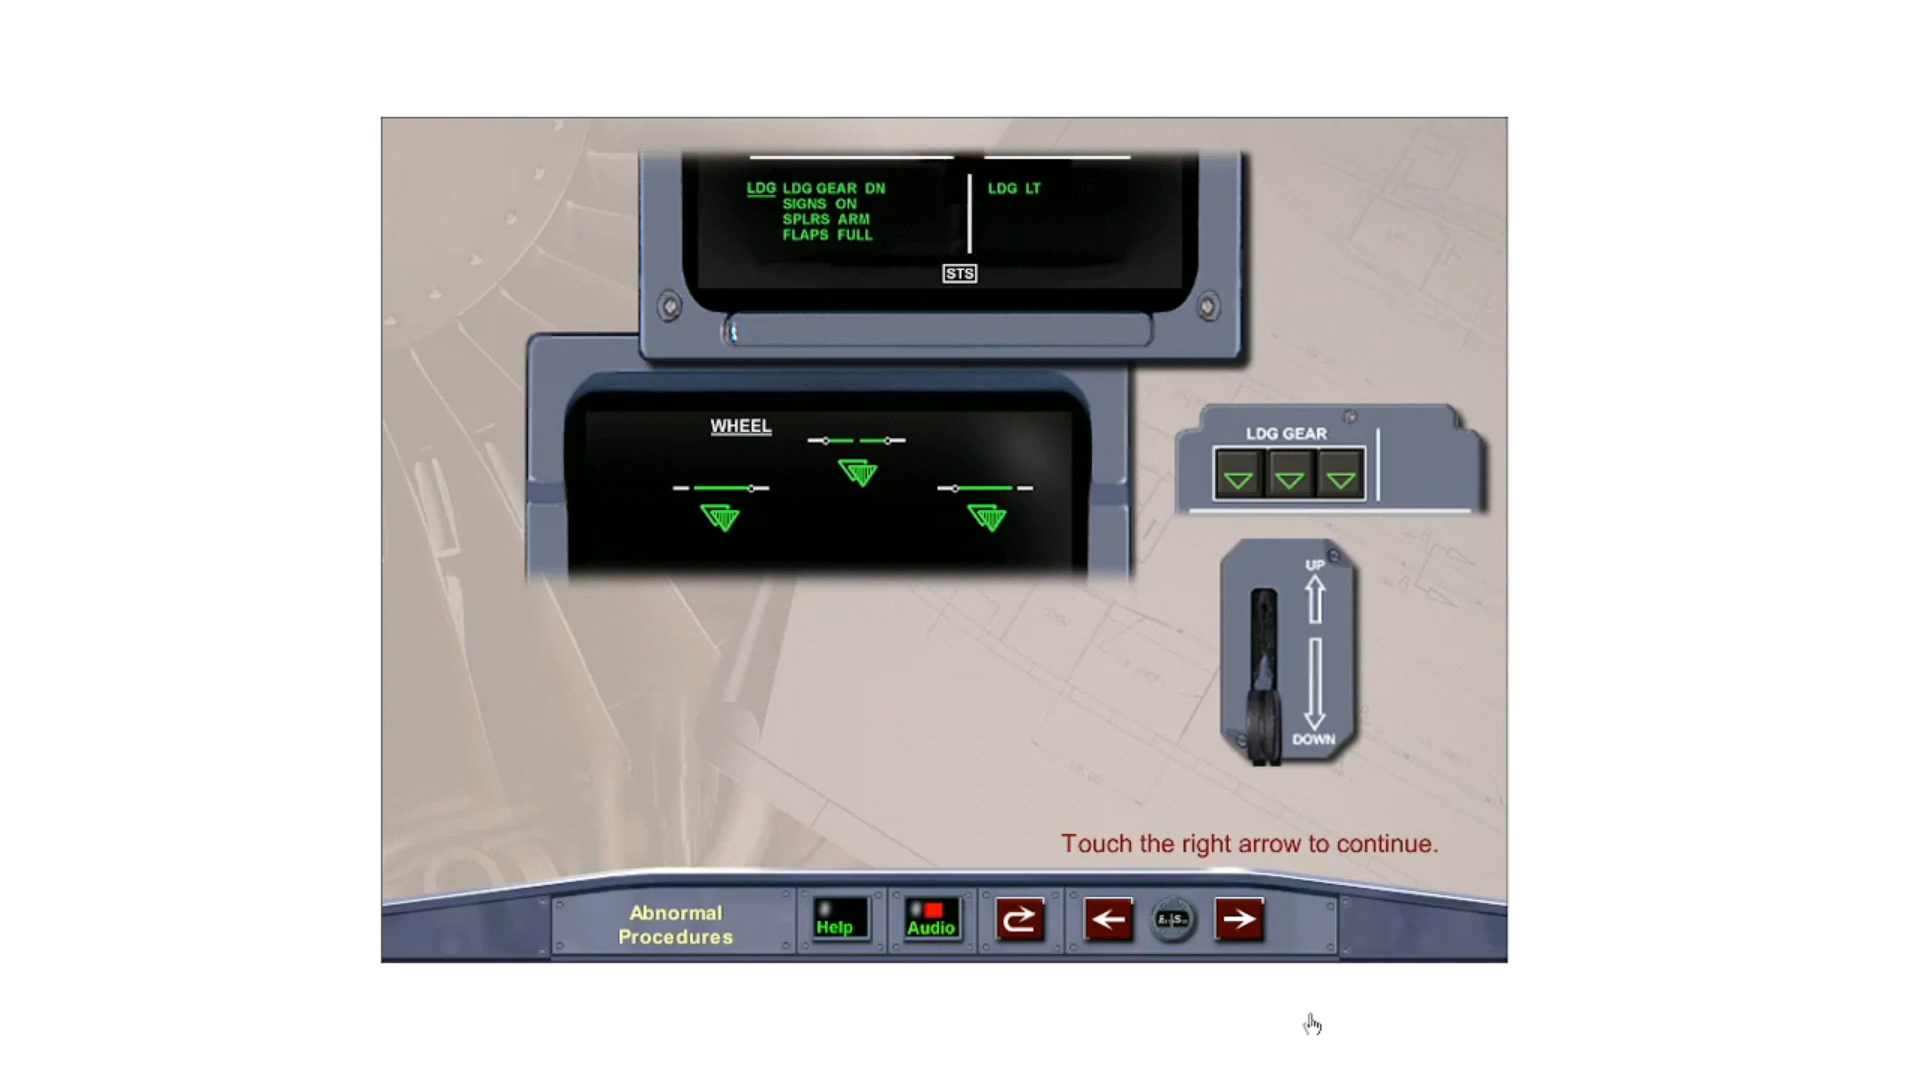 LDG LDG GEAR DN
SIGNS ON
SPLRS ARM
FLAPS FULL
LDG LT
STS
WHEEL
LDG GEAR
UP
DOWN
Touch the right arrow to continue.
Abnormal
Procedures
Help
Audio